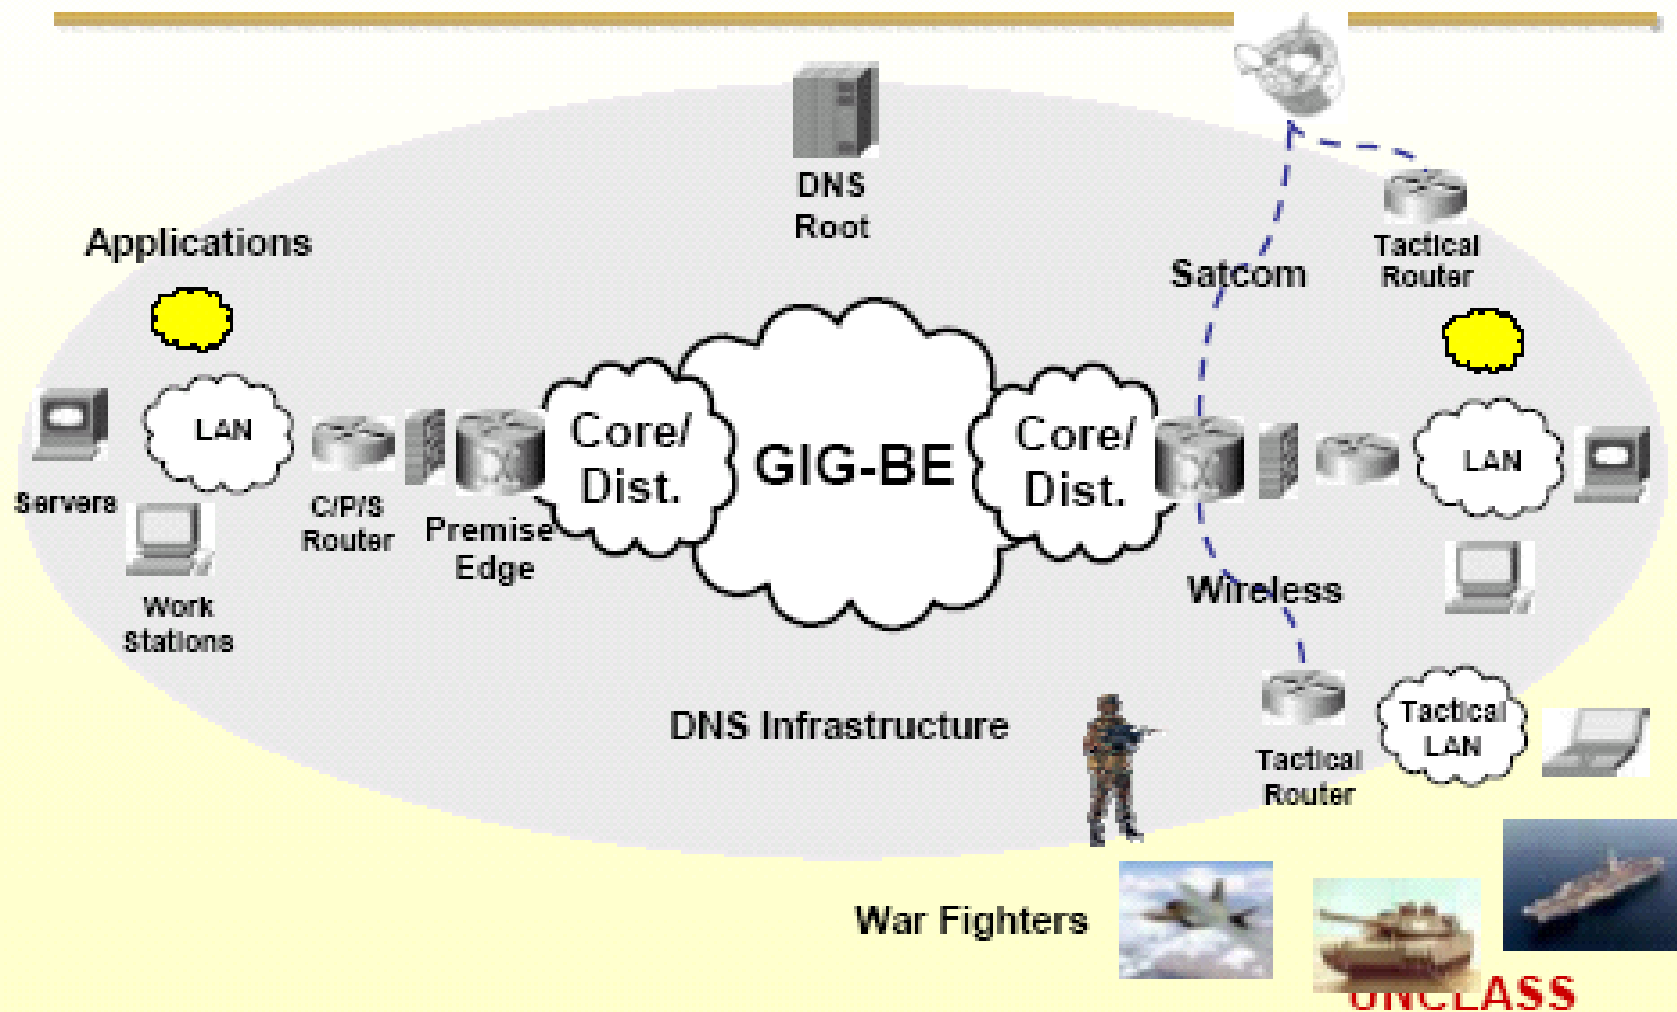 DNS
Root
Applications
Satcom
Tactical
Router
LAN
Core/
Dist.
GIG-BE
Core/
Dist.
LAN
Servers
C/P/S
Router
Premise
Edge
Work
Stations
Wireless
DNS Infrastructure
Tactical
LAN
Tactical
Router
War Fighters
UNCLASS